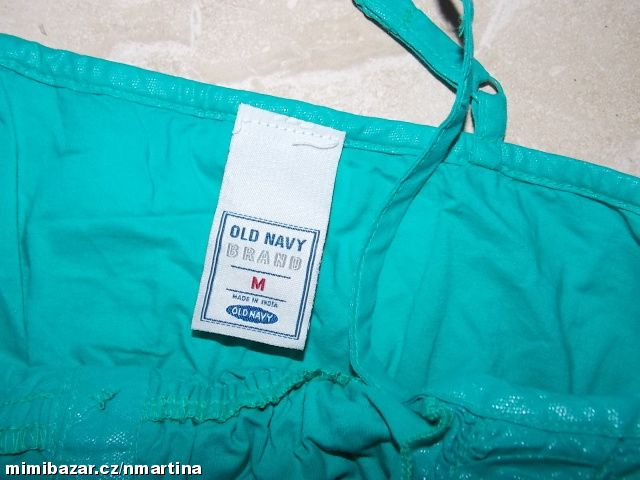 OLD NAVY
BRAND
M
MADE IN INDIA
OLD NAVY
mimibazar.cz/nmartina